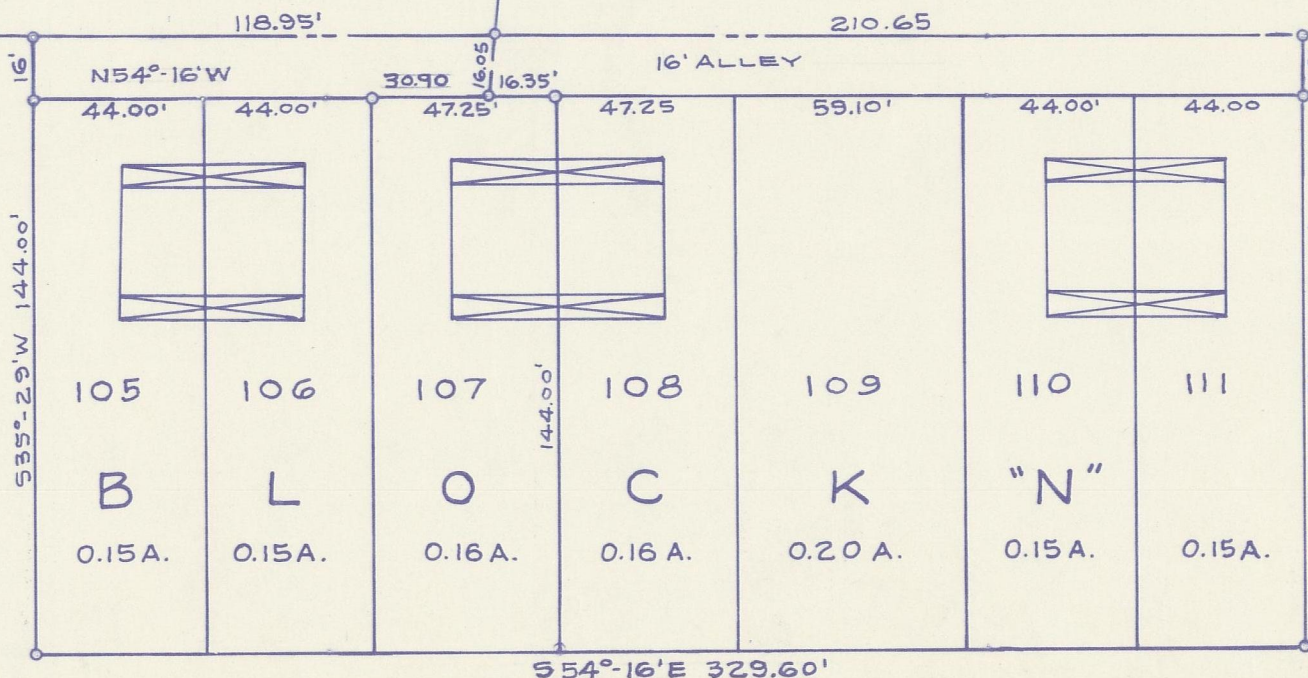 118.95' 210.65
16' N54°-16'W 30.90 16.05 16.35' 16' ALLEY
44.00' 44.00' 47.25' 47.25 59.10' 44.00' 44.00
S35°-29'W 144.00'
144.00'
105 106 107 108 109 110 111
B L O C K "N"
0.15A. 0.15A. 0.16A. 0.16A. 0.20A. 0.15A. 0.15A.
S54°-16'E 329.60'